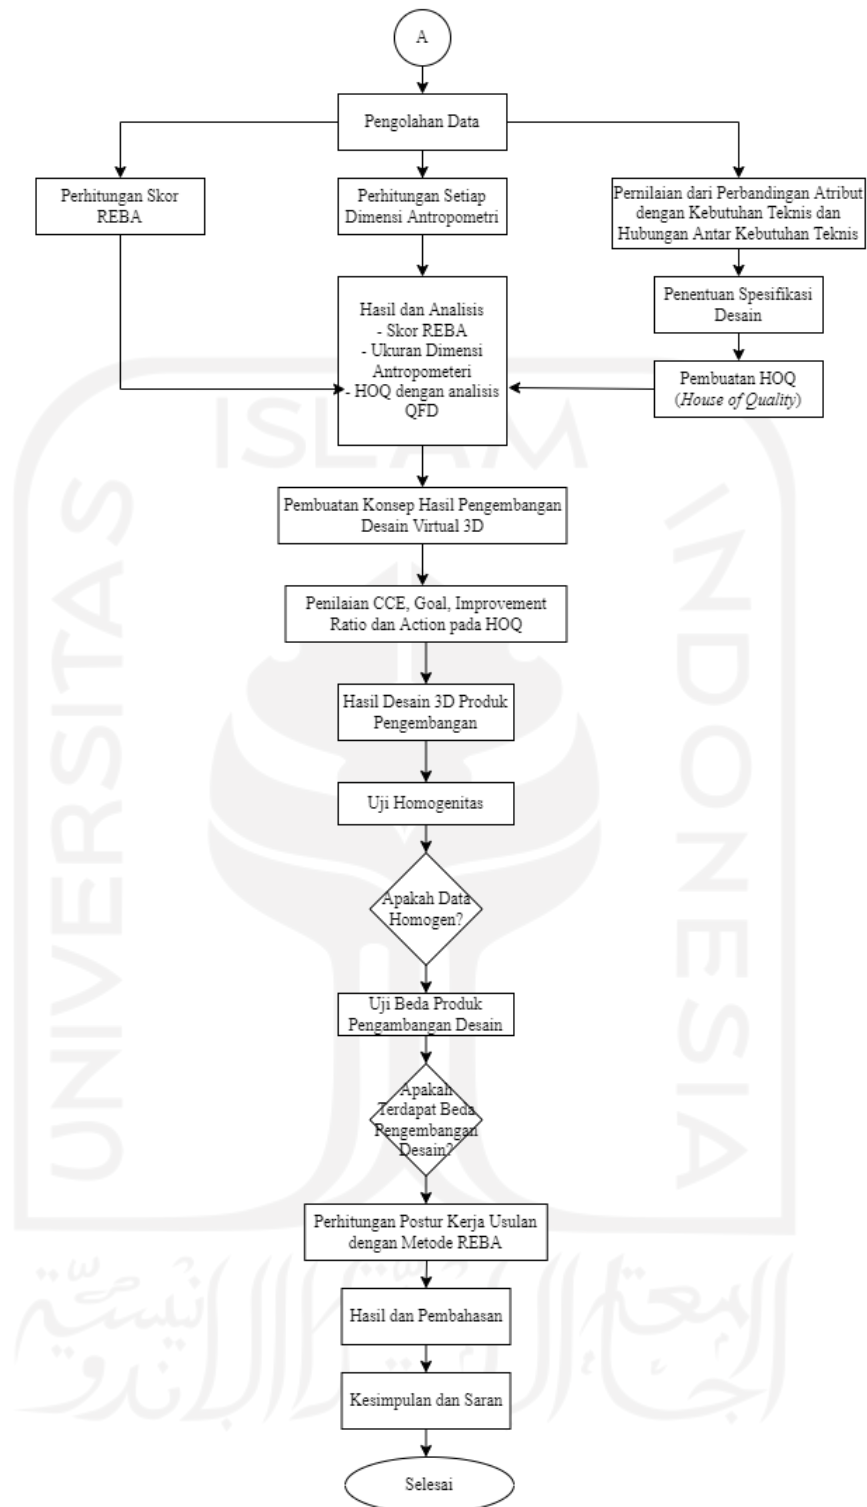 A
Pengolahan Data
Perhitungan Skor
REBA
Perhitungan Setiap
Dimensi Antropometri
Pernilaian dari Perbandingan Atribut
dengan Kebutuhan Teknis dan
Hubungan Antar Kebutuhan Teknis
Penentuan Spesifikasi
Desain
Pembuatan HOQ
(House of Quality)
Hasil dan Analisis
- Skor REBA
- Ukuran Dimensi
Antropometeri
- HOQ dengan analisis
QFD
Pembuatan Konsep Hasil Pengembangan
Desain Virtual 3D
Penilaian CCE, Goal, Improvement
Ratio dan Action pada HOQ
Hasil Desain 3D Produk
Pengembangan
Uji Homogenitas
Apakah Data
Homogen?
Uji Beda Produk
Pengambangan Desain
Apakah
Terdapat Beda
Pengembangan
Desain?
Perhitungan Postur Kerja Usulan
dengan Metode REBA
Hasil dan Pembahasan
Kesimpulan dan Saran
Selesai
ISLAM
UNIVERSITAS
INDONESIA